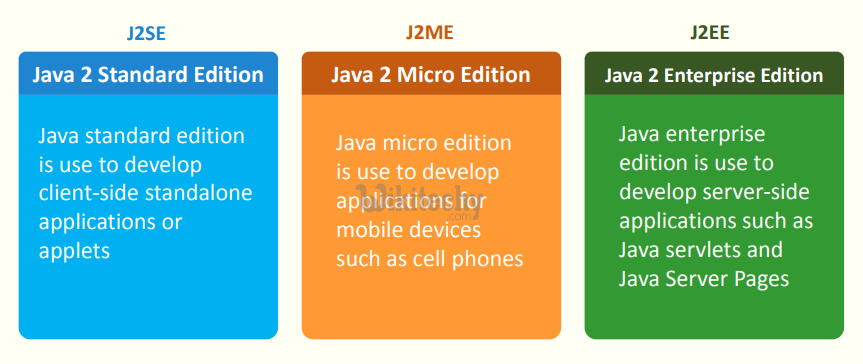 J2SE
Java 2 Standard Edition
Java standard edition
is use to develop
client-side standalone
applications or
applets
J2ME
Java 2 Micro Edition
Java micro edition
is use to develop
applications for
mobile devices
such as cell phones
Wikitechy
.com
J2EE
Java 2 Enterprise Edition
Java enterprise
edition is use to
develop server-side
applications such as
Java servlets and
Java Server Pages